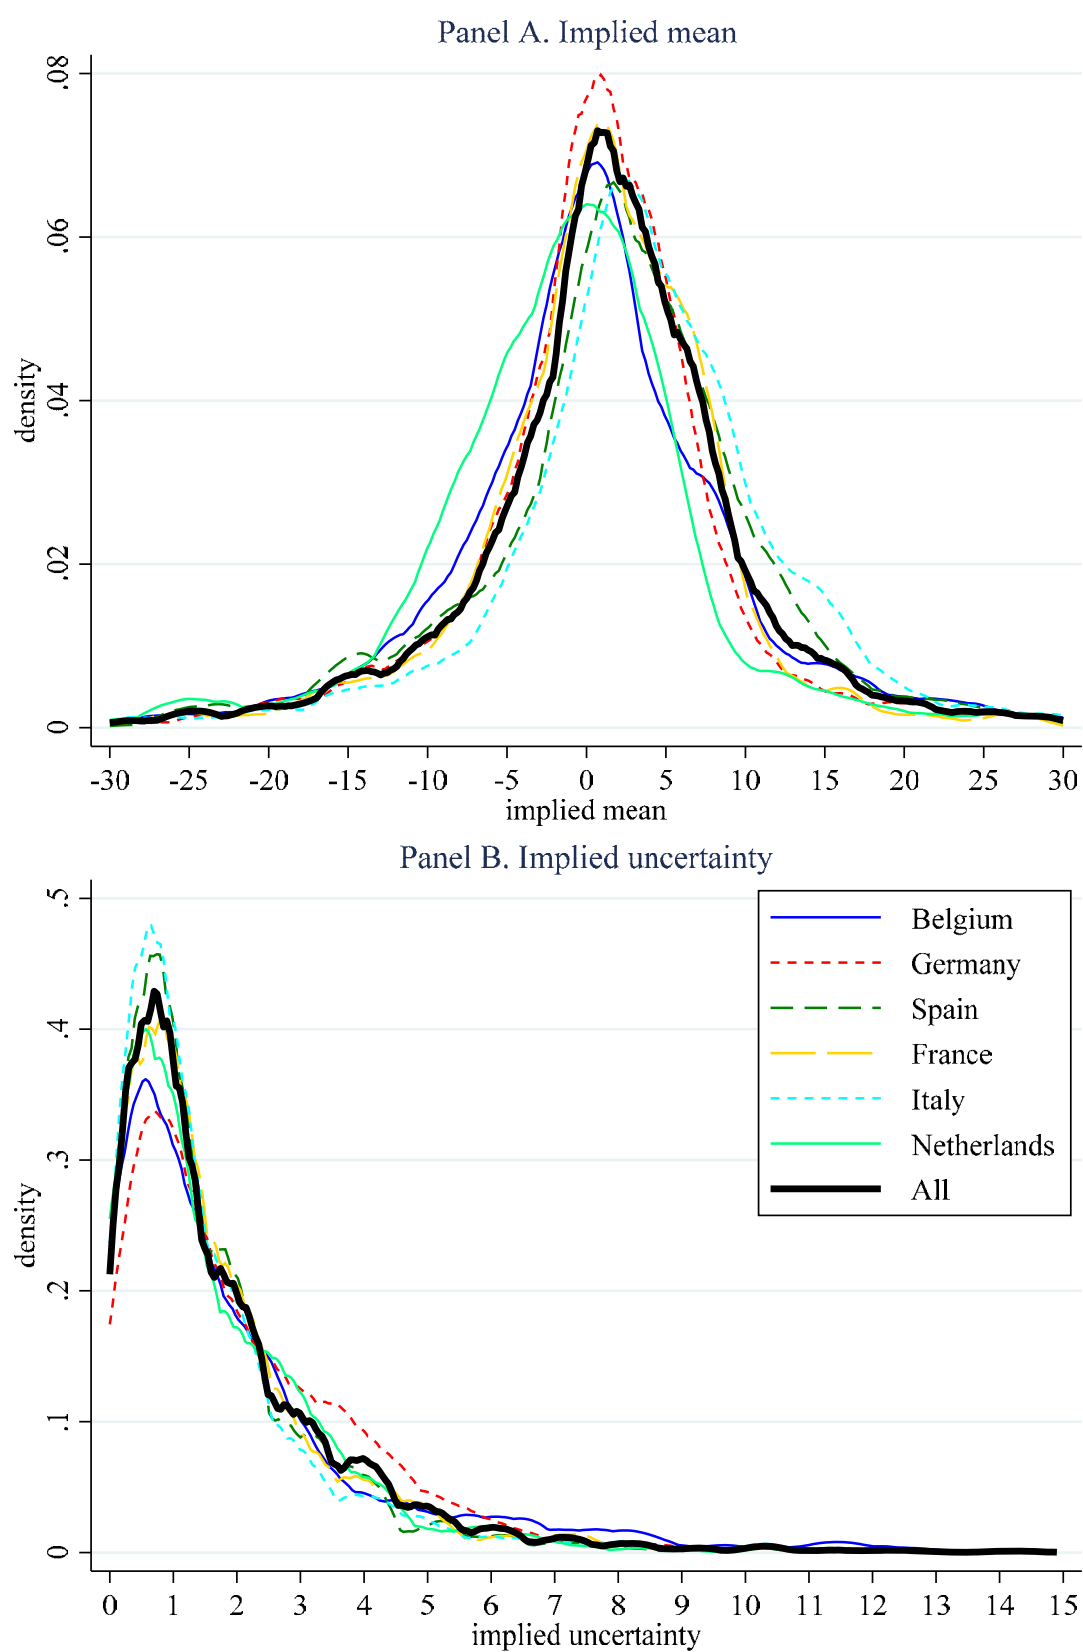 Panel A. Implied mean
.08
.06
.04
.02
0
density
-30 -25 -20 -15 -10 -5 0 5 10 15 20 25 30
implied mean
Panel B. Implied uncertainty
.5
.4
.3
.2
.1
0
density
Belgium
Germany
Spain
France
Italy
Netherlands
All
0 1 2 3 4 5 6 7 8 9 10 11 12 13 14 15
implied uncertainty